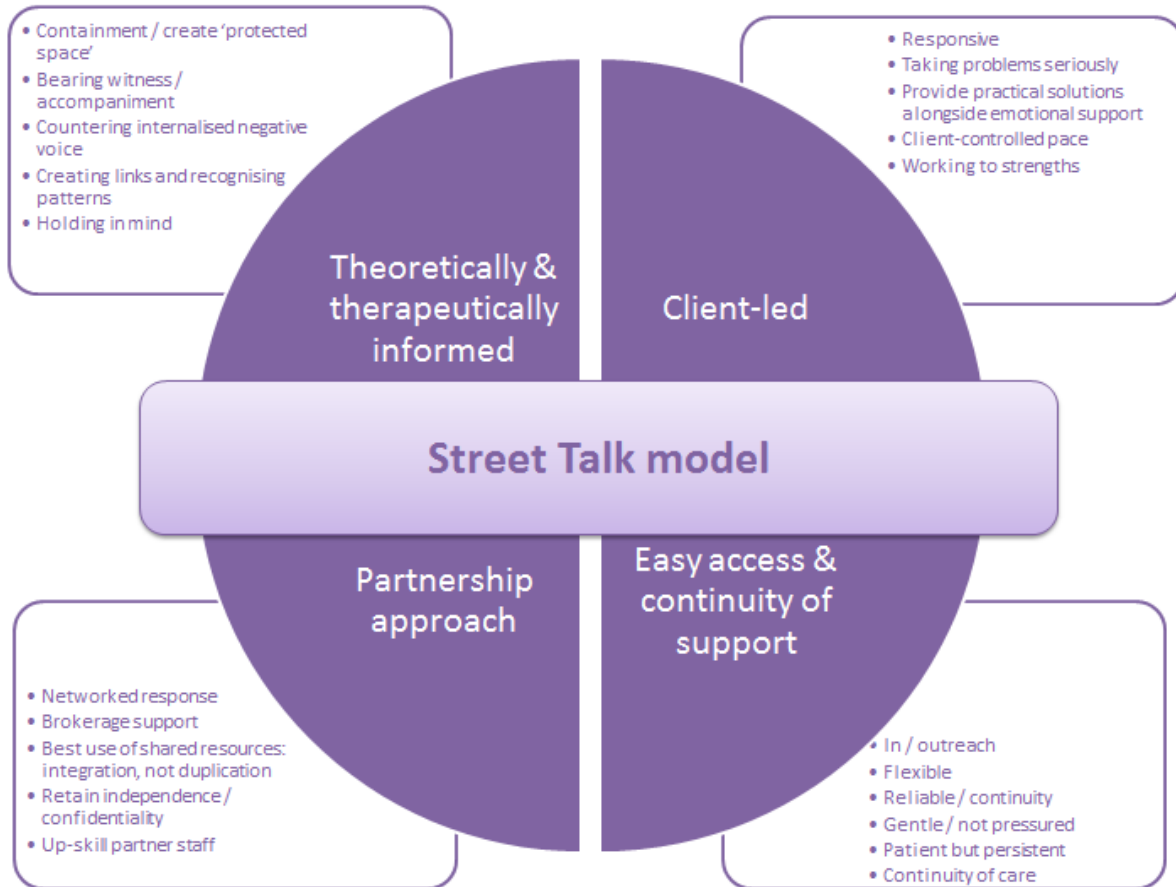 • Containment / create ‘protected
space’
• Bearing witness /
accompaniment
• Countering internalised negative
voice
• Creating links and recognising
patterns
• Holding in mind
• Responsive
• Taking problems seriously
• Provide practical solutions
alongside emotional support
• Client-controlled pace
• Working to strengths
Theoretically &
therapeutically
informed
Client-led
Street Talk model
Partnership
approach
Easy access &
continuity of
support
• Networked response
• Brokerage support
• Best use of shared resources:
integration, not duplication
• Retain independence /
confidentiality
• Up-skill partner staff
• In / outreach
• Flexible
• Reliable / continuity
• Gentle / not pressured
• Patient but persistent
• Continuity of care